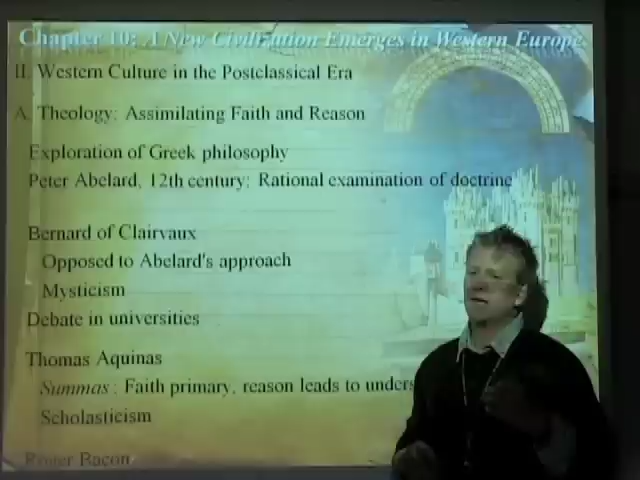 Chapter 10: A New Civilization Emerges in Western Europe
II. Western Culture in the Postclassical Era
A. Theology: Assimilating Faith and Reason
Exploration of Greek philosophy
Peter Abelard, 12th century: Rational examination of doctrine
Bernard of Clairvaux
Opposed to Abelard's approach
Mysticism
Debate in universities
Thomas Aquinas
Summas : Faith primary, reason leads to unders
Scholasticism
Roger Bacon